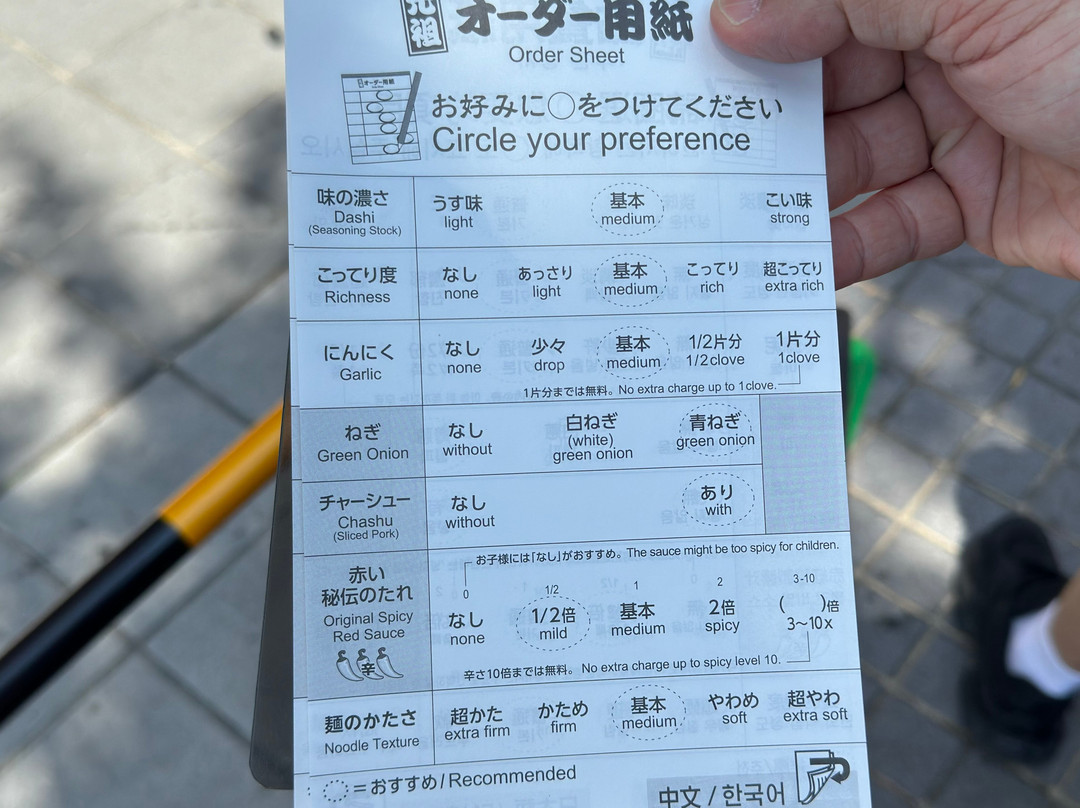 元祖 オーダー用紙
Order Sheet
オーダー用紙
お好みに○をつけてください
Circle your preference
味の濃さ うす味 基本 こい味
Dashi light medium strong
(Seasoning Stock)
こってり度 なし あっさり 基本 こってり 超こってり
Richness none light medium rich extra rich
にんにく なし 少々 基本 1/2片分 1片分
Garlic none drop medium 1/2clove 1clove
1片分までは無料。No extra charge up to 1clove.
ねぎ なし 白ねぎ 青ねぎ
Green Onion without (white) green onion
green onion
チャーシュー なし あり
Chashu without with
(Sliced Pork)
お子様には「なし」がおすすめ。The sauce might be too spicy for children.
0 1/2 1 2 3-10
赤い
秘伝のたれ なし 1/2倍 基本 2倍 ( )倍
Original Spicy none mild medium spicy 3~10x
Red Sauce
辛
辛さ10倍までは無料。No extra charge up to spicy level 10.
麺のかたさ 超かた かため 基本 やわめ 超やわ
Noodle Texture extra firm firm medium soft extra soft
=おすすめ/Recommended
中文/한국어